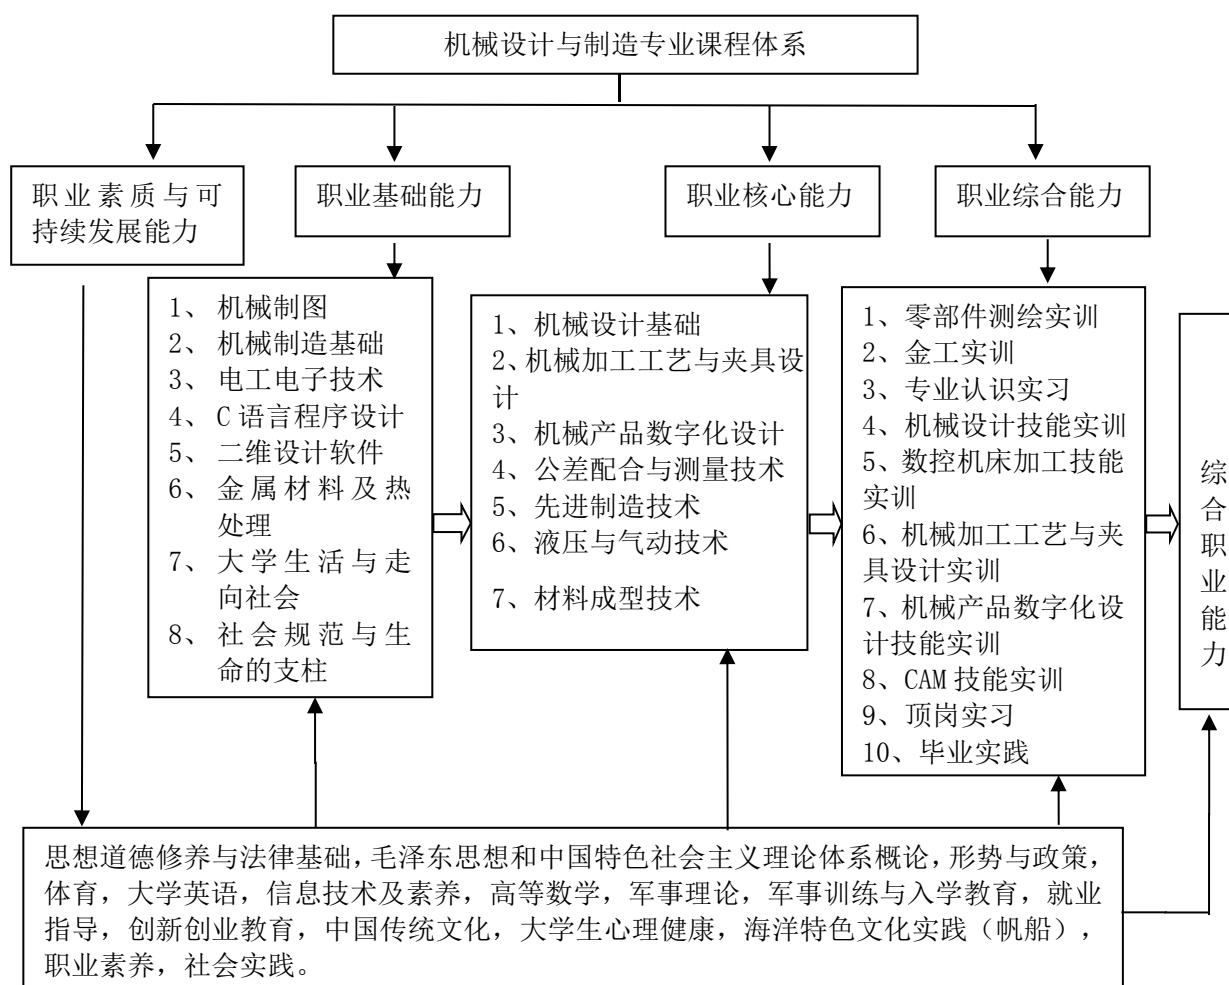 机械设计与制造专业课程体系
职业素质与可
持续发展能力
职业基础能力
职业核心能力
职业综合能力
1、 机械制图
2、 机械制造基础
3、 电工电子技术
4、 C 语言程序设计
5、 二维设计软件
6、 金属材料及热
处理
7、 大学生活与走
向社会
8、 社会规范与生
命的支柱
1、机械设计基础
2、机械加工工艺与夹具设
计
3、机械产品数字化设计
4、公差配合与测量技术
5、先进制造技术
6、液压与气动技术
7、材料成型技术
1、零部件测绘实训
2、金工实训
3、专业认识实习
4、机械设计技能实训
5、数控机床加工技能
实训
6、机械加工工艺与夹
具设计实训
7、机械产品数字化设
计技能实训
8、CAM 技能实训
9、顶岗实习
10、毕业实践
综
合
职
业
能
力
思想道德修养与法律基础，毛泽东思想和中国特色社会主义理论体系概论，形势与政策，
体育，大学英语，信息技术及素养，高等数学，军事理论，军事训练与入学教育，就业
指导，创新创业教育，中国传统文化，大学生心理健康，海洋特色文化实践（帆船），
职业素养，社会实践。